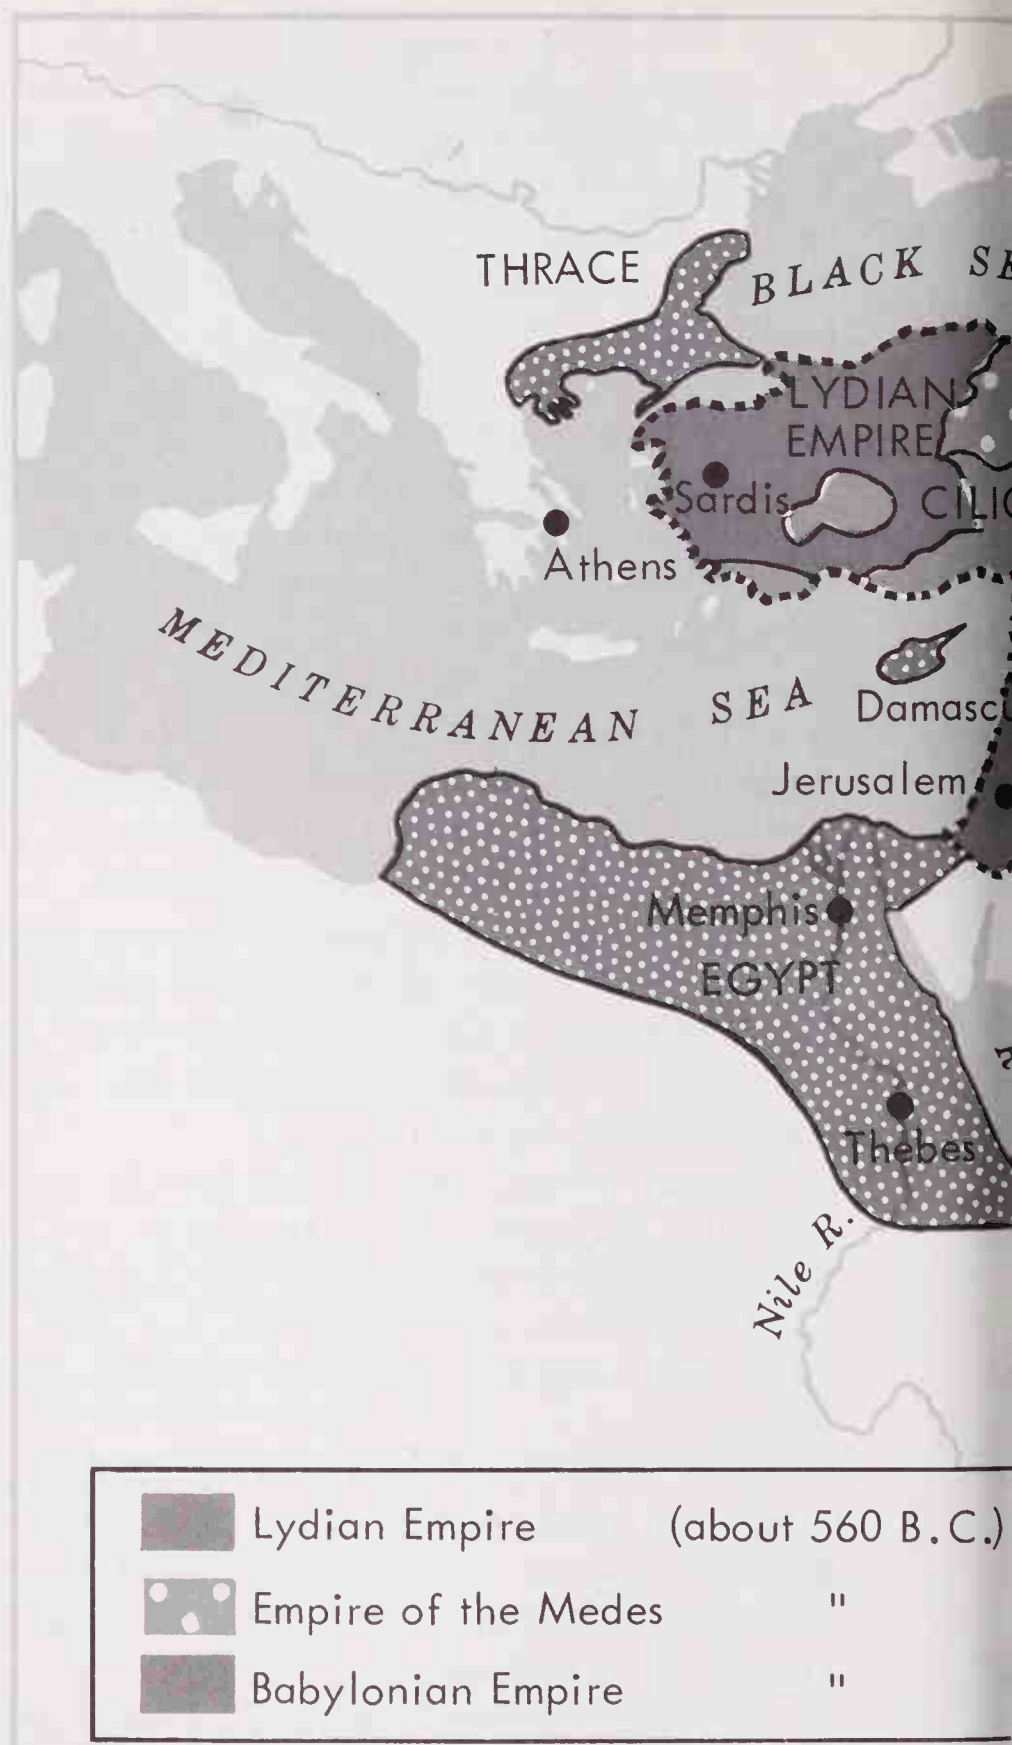 THRACE
BLACK
LYDIAN
EMPIRE
Sardis
Athens
MEDITERRANEAN SEA
Jerusalem
Memphis
EGYPT
Thebes
Nile R.
Lydian Empire (about 560 B.C.)
Empire of the Medes "
Babylonian Empire "